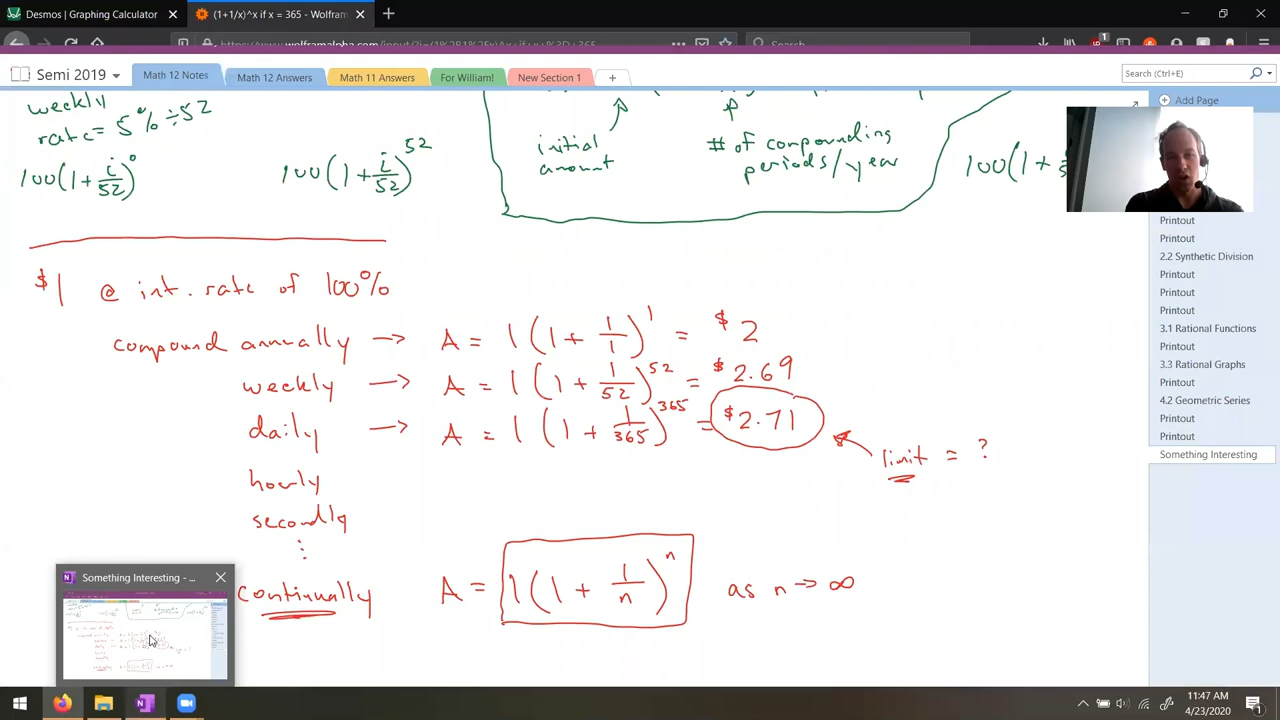 Desmos | Graphing Calculator
(1+1/x)^x if x = 365 - Wolfram
Search
Semi 2019
Math 12 Notes
Math 12 Answers
Math 11 Answers
For William!
New Section 1
Search (Ctrl+E)
Add Page
weekly
rate = 5% ÷ 52
100(1 + i/52)^0
100(1 + i/52)^52
initial
amount
# of compounding
periods/year
100(1 +
Printout
Printout
2.2 Synthetic Division
Printout
Printout
Printout
3.1 Rational Functions
Printout
3.3 Rational Graphs
Printout
4.2 Geometric Series
Printout
Printout
Something Interesting
$1 @ int. rate of 100%
compound annually → A = 1(1 + 1/1)^1 = $2
weekly → A = 1(1 + 1/52)^52 = $2.69
daily → A = 1(1 + 1/365)^365 = $2.71
limit = ?
hourly
secondly
⋮
continually A = 1(1 + 1/n)^n as n → ∞
Something Interesting - ...
11:47 AM
4/23/2020